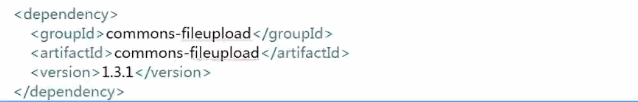 <dependency>
<groupId>commons-fileupload</groupId>
<artifactId>commons-fileupload</artifactId>
<version>1.3.1</version>
</dependency>